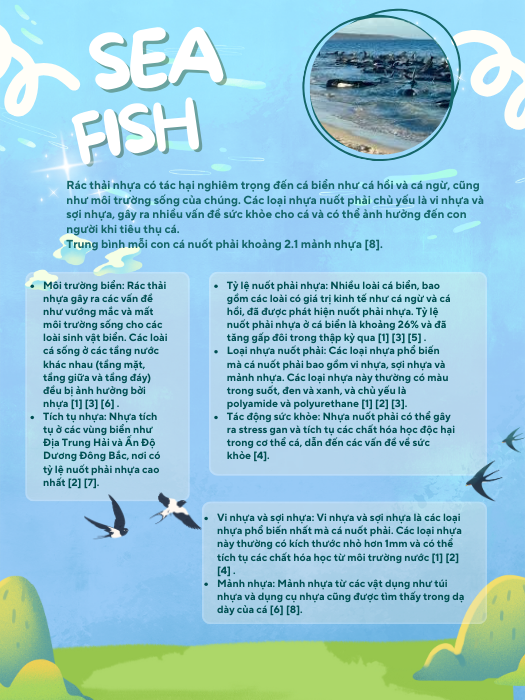 SEA
FISH
Rác thải nhựa có tác hại nghiêm trọng đến cá biển như cá hồi và cá ngừ, cũng
như môi trường sống của chúng. Các loại nhựa nuốt phải chủ yếu là vi nhựa và
sợi nhựa, gây ra nhiều vấn đề sức khỏe cho cá và có thể ảnh hưởng đến con
người khi tiêu thụ cá.
Trung bình mỗi con cá nuốt phải khoảng 2.1 mảnh nhựa [8].
• Môi trường biển: Rác thải
nhựa gây ra các vấn đề
như vướng mắc và mất
môi trường sống cho các
loài sinh vật biển. Các loài
cá sống ở các tầng nước
khác nhau (tầng mặt,
tầng giữa và tầng đáy)
đều bị ảnh hưởng bởi
nhựa [1] [3] [6] .
• Tích tụ nhựa: Nhựa tích
tụ ở các vùng biển như
Địa Trung Hải và Ấn Độ
Dương Đông Bắc, nơi có
tỷ lệ nuốt phải nhựa cao
nhất [2] [7].
• Tỷ lệ nuốt phải nhựa: Nhiều loài cá biển, bao
gồm các loài có giá trị kinh tế như cá ngừ và cá
hồi, đã được phát hiện nuốt phải nhựa. Tỷ lệ
nuốt phải nhựa ở cá biển là khoảng 26% và đã
tăng gấp đôi trong thập kỷ qua [1] [3] [5] .
• Loại nhựa nuốt phải: Các loại nhựa phổ biến
mà cá nuốt phải bao gồm vi nhựa, sợi nhựa và
mảnh nhựa. Các loại nhựa này thường có màu
trong suốt, đen và xanh, và chủ yếu là
polyamide và polyurethane [1] [2] [3].
• Tác động sức khỏe: Nhựa nuốt phải có thể gây
ra stress gan và tích tụ các chất hóa học độc hại
trong cơ thể cá, dẫn đến các vấn đề về sức
khỏe [4].
• Vi nhựa và sợi nhựa: Vi nhựa và sợi nhựa là các loại
nhựa phổ biến nhất mà cá nuốt phải. Các loại nhựa
này thường có kích thước nhỏ hơn 1mm và có thể
tích tụ các chất hóa học từ môi trường nước [1] [2]
[4] .
• Mảnh nhựa: Mảnh nhựa từ các vật dụng như túi
nhựa và dụng cụ nhựa cũng được tìm thấy trong dạ
dày của cá [6] [8].